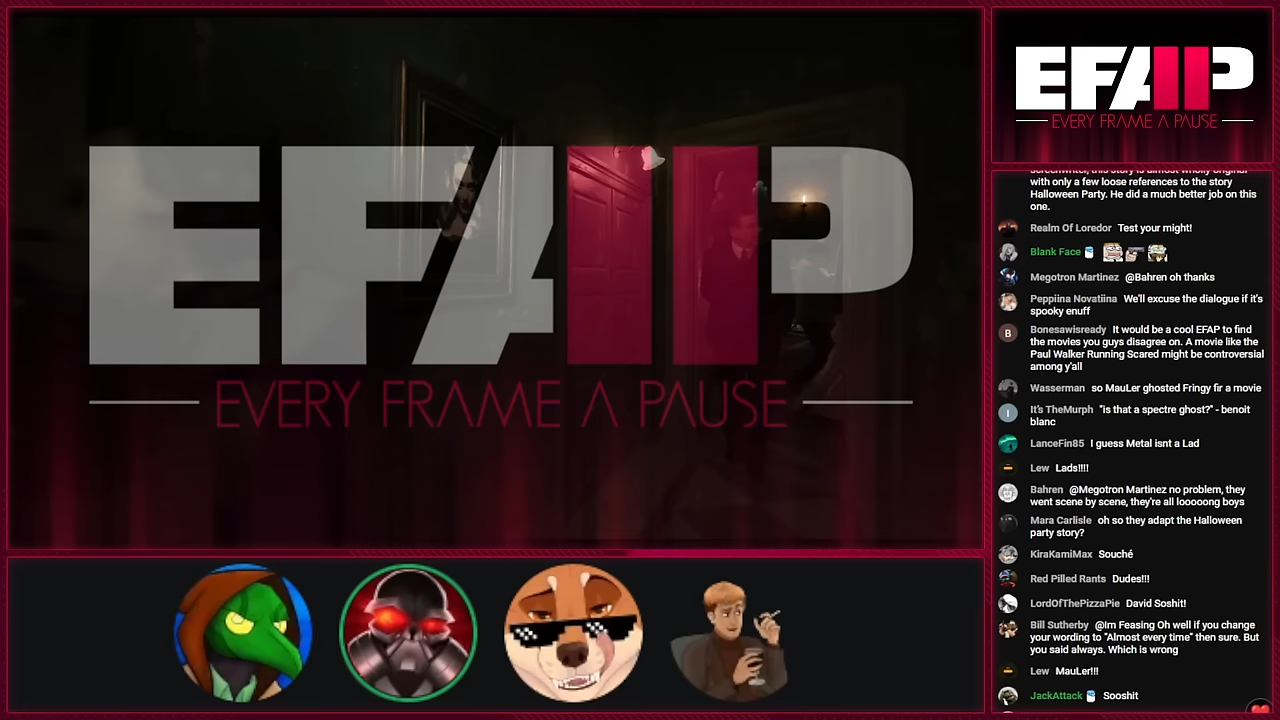 EFAP
EVERY FRAME A PAUSE
EFAP
EVERY FRAME A PAUSE
screenwriter, this story is almost wholly original
with only a few loose references to the story
Halloween Party. He did a much better job on this
one.
Realm Of Loredor Test your might!
Blank Face
Megotron Martinez @Bahren oh thanks
Peppiina Novatiina We'll excuse the dialogue if it's
spooky enuff
B
Bonesawisready It would be a cool EFAP to find
the movies you guys disagree on. A movie like the
Paul Walker Running Scared might be controversial
among y'all
Wasserman so MauLer ghosted Fringy fir a movie
I
It's TheMurph "is that a spectre ghost?" - benoit
blanc
LanceFin85 I guess Metal isnt a Lad
Lew Lads!!!!
Bahren @Megotron Martinez no problem, they
went scene by scene, they're all looooong boys
Mara Carlisle oh so they adapt the Halloween
party story?
KiraKamiMax Souché
Red Pilled Rants Dudes!!!
LordOfThePizzaPie David Soshit!
Bill Sutherby @Im Feasing Oh well if you change
your wording to "Almost every time" then sure. But
you said always. Which is wrong
Lew MauLer!!!
JackAttack Sooshit